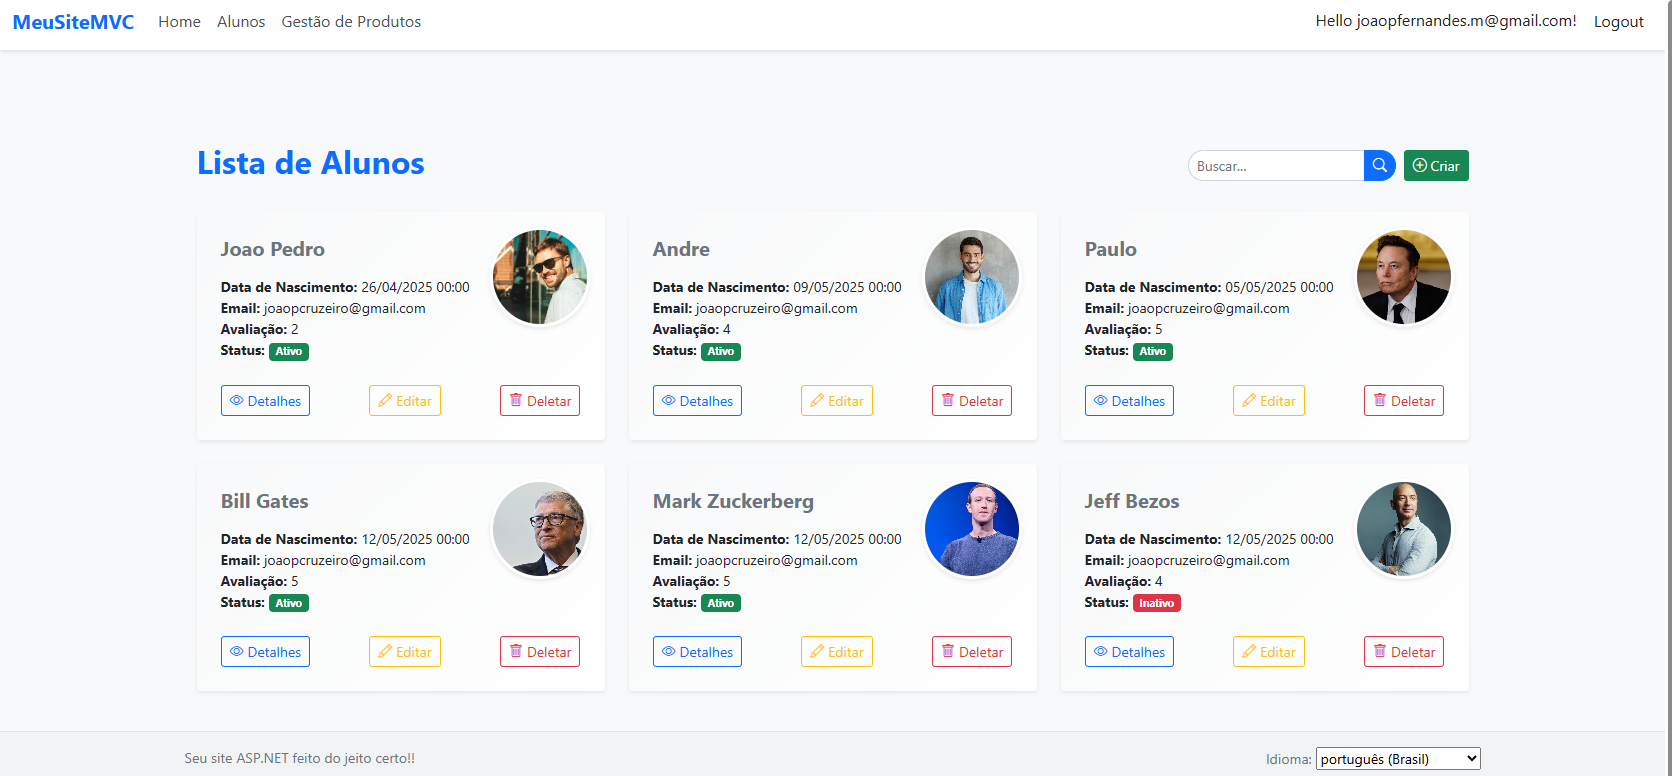 MeuSiteMVC Home Alunos Gestão de Produtos Hello joaopfernandes.m@gmail.com! Logout
Lista de Alunos Buscar... Criar
Joao Pedro
Data de Nascimento: 26/04/2025 00:00
Email: joaopcruzeiro@gmail.com
Avaliação: 2
Status: Ativo
Detalhes Editar Deletar
Andre
Data de Nascimento: 09/05/2025 00:00
Email: joaopcruzeiro@gmail.com
Avaliação: 4
Status: Ativo
Detalhes Editar Deletar
Paulo
Data de Nascimento: 05/05/2025 00:00
Email: joaopcruzeiro@gmail.com
Avaliação: 5
Status: Ativo
Detalhes Editar Deletar
Bill Gates
Data de Nascimento: 12/05/2025 00:00
Email: joaopcruzeiro@gmail.com
Avaliação: 5
Status: Ativo
Detalhes Editar Deletar
Mark Zuckerberg
Data de Nascimento: 12/05/2025 00:00
Email: joaopcruzeiro@gmail.com
Avaliação: 5
Status: Ativo
Detalhes Editar Deletar
Jeff Bezos
Data de Nascimento: 12/05/2025 00:00
Email: joaopcruzeiro@gmail.com
Avaliação: 4
Status: Inativo
Detalhes Editar Deletar
Seu site ASP.NET feito do jeito certo!! Idioma: português (Brasil)